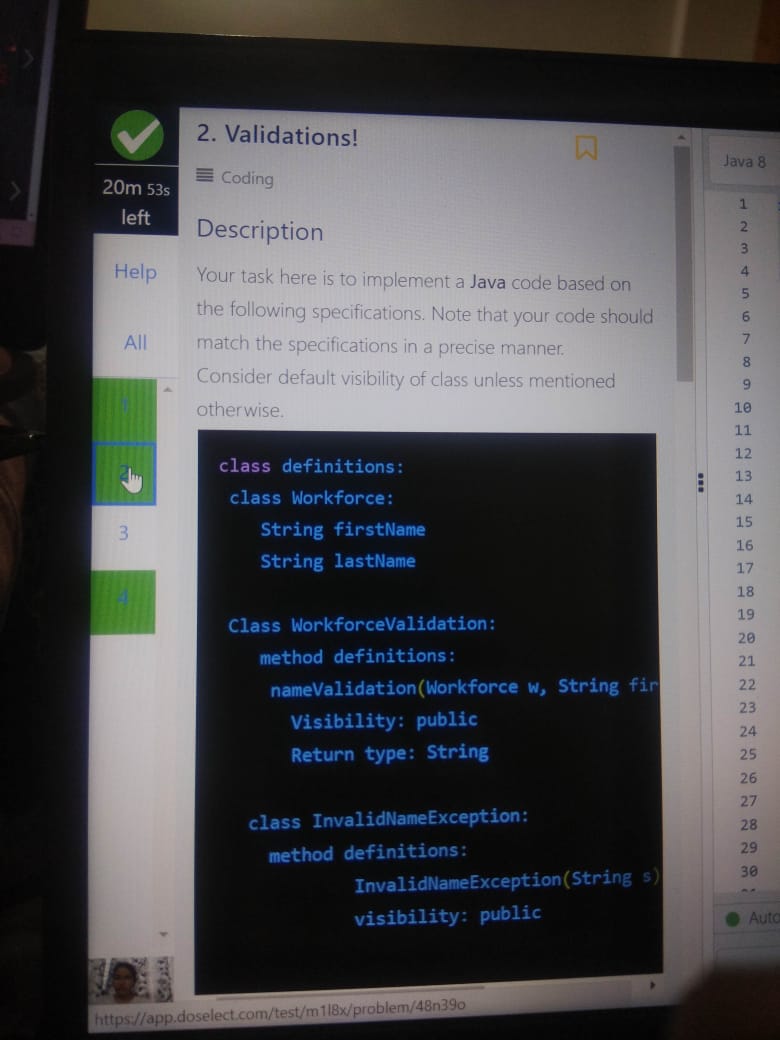 20m 53s
left
Help
All
1
2
3
4
2. Validations!
Coding
Description
Your task here is to implement a Java code based on
the following specifications. Note that your code should
match the specifications in a precise manner.
Consider default visibility of class unless mentioned
otherwise.
class definitions:
class Workforce:
String firstName
String lastName
Class WorkforceValidation:
method definitions:
nameValidation(Workforce w, String fir
Visibility: public
Return type: String
class InvalidNameException:
method definitions:
InvalidNameException(String s)
visibility: public
https://app.doselect.com/test/m1l8x/problem/48n39o
Java 8
1
2
3
4
5
6
7
8
9
10
11
12
13
14
15
16
17
18
19
20
21
22
23
24
25
26
27
28
29
30
Auto